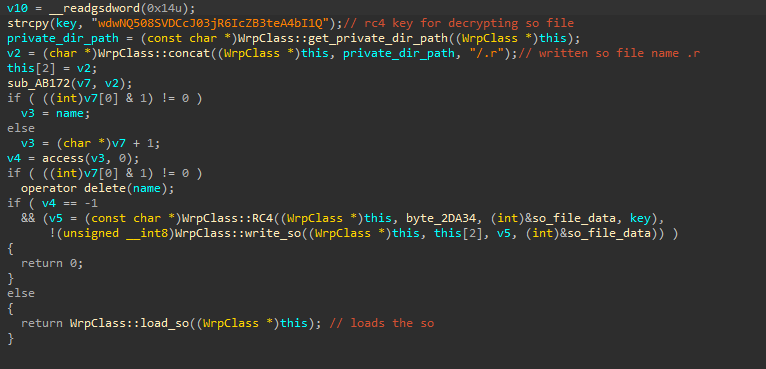 v10 = __readgsdword(0x14u);
strcpy(key, "wdwNQ508SVDCcJ03jR6IcZB3teA4bI1Q");// rc4 key for decrypting so file
private_dir_path = (const char *)WrpClass::get_private_dir_path((WrpClass *)this);
v2 = (char *)WrpClass::concat((WrpClass *)this, private_dir_path, "/.r");// written so file name .r
this[2] = v2;
sub_AB172(v7, v2);
if ( ((int)v7[0] & 1) != 0 )
  v3 = name;
else
  v3 = (char *)v7 + 1;
v4 = access(v3, 0);
if ( ((int)v7[0] & 1) != 0 )
  operator delete(name);
if ( v4 == -1
  && (v5 = (const char *)WrpClass::RC4((WrpClass *)this, byte_2DA34, (int)&so_file_data, key),
      !(unsigned __int8)WrpClass::write_so((WrpClass *)this, this[2], v5, (int)&so_file_data)) )
{
  return 0;
}
else
{
  return WrpClass::load_so((WrpClass *)this); // loads the so
}